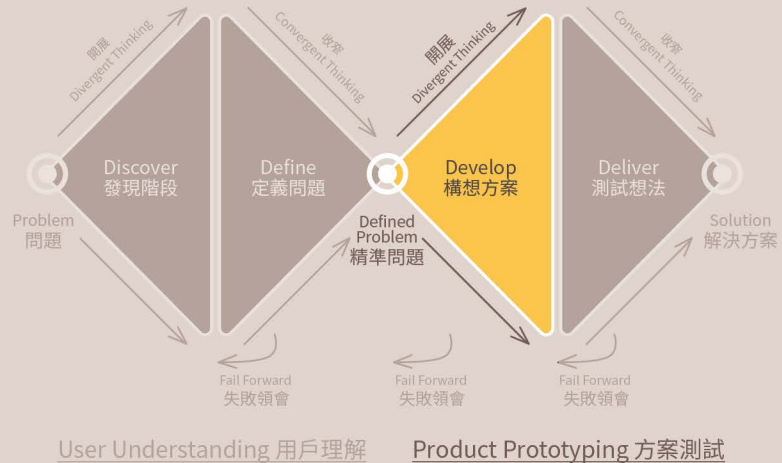 開展
Divergent Thinking
收窄
Convergent Thinking
開展
Divergent Thinking
收窄
Convergent Thinking
Discover
發現階段
Define
定義問題
Develop
構想方案
Deliver
測試想法
Problem
問題
Defined
Problem
精準問題
Solution
解決方案
Fail Forward
失敗領會
Fail Forward
失敗領會
Fail Forward
失敗領會
User Understanding 用戶理解
Product Prototyping 方案測試